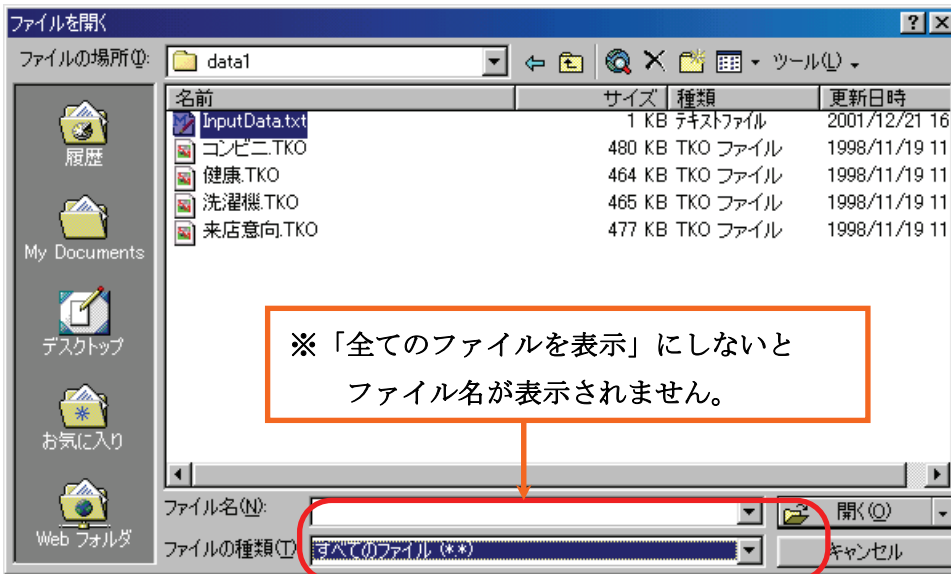 ファイルを開く
ファイルの場所(I):
data1
ツール(L)
名前 サイズ 種類 更新日時
InputData.txt 1 KB テキストファイル 2001/12/21 16
コンビニ.TKO 480 KB TKO ファイル 1998/11/19 11
健康.TKO 464 KB TKO ファイル 1998/11/19 11
洗濯機.TKO 465 KB TKO ファイル 1998/11/19 11
来店意向.TKO 477 KB TKO ファイル 1998/11/19 11
履歴
My Documents
デスクトップ
お気に入り
Web フォルダ
※「全てのファイルを表示」にしないと
ファイル名が表示されません。
ファイル名(N):
開く(O)
ファイルの種類(T)
すべてのファイル (*.*)
キャンセル